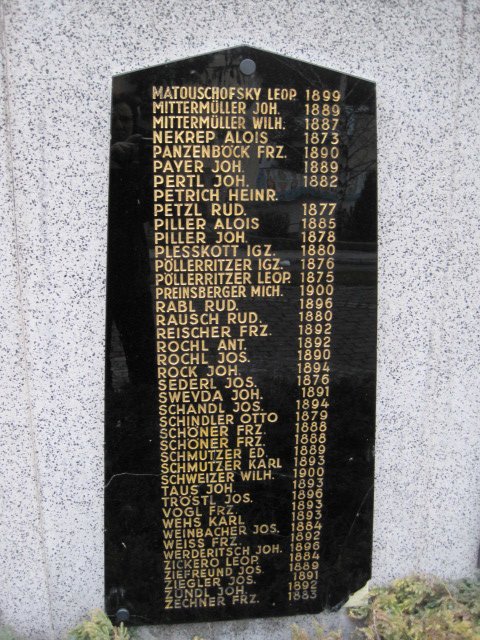 MATOUSCHOFSKY LEOP. 1899
MITTERMÜLLER JOH. 1889
MITTERMÜLLER WILH. 1887
NEKREP ALOIS 1873
PANZENBÖCK FRZ. 1890
PAYER JOH. 1889
PERTL JOH. 1882
PETRICH HEINR.
PETZL RUD. 1877
PILLER ALOIS 1885
PILLER JOH. 1878
PLESSKOTT IGZ. 1880
PÖLLERRITZER IGZ. 1876
PÖLLERRITZER LEOP. 1875
PREINSBERGER MICH. 1900
RABL RUD. 1896
RAUSCH RUD. 1880
REISCHER FRZ. 1892
ROCHL ANT. 1892
ROCHL JOS. 1890
ROCK JOH. 1894
SEDERL JOS. 1876
SWEVDA JOH. 1891
SCHANDL JOS. 1894
SCHINDLER OTTO 1879
SCHÖNER FRZ. 1888
SCHÖNER FRZ. 1888
SCHMUTZER ED. 1889
SCHMUTZER KARL 1893
SCHWEIZER WILH. 1900
TAUS JOH. 1893
TRÖSTL JOS. 1896
VOGL FRZ. 1893
WEHS KARL 1893
WEINBACHER JOS. 1884
WEISS FRZ. 1892
WERDERITSCH JOH. 1896
ZICKERO LEOP. 1884
ZIEFREUND JOS. 1889
ZIEGLER JOS. 1891
ZÜNDL JOH. 1892
ZECHNER FRZ. 1883